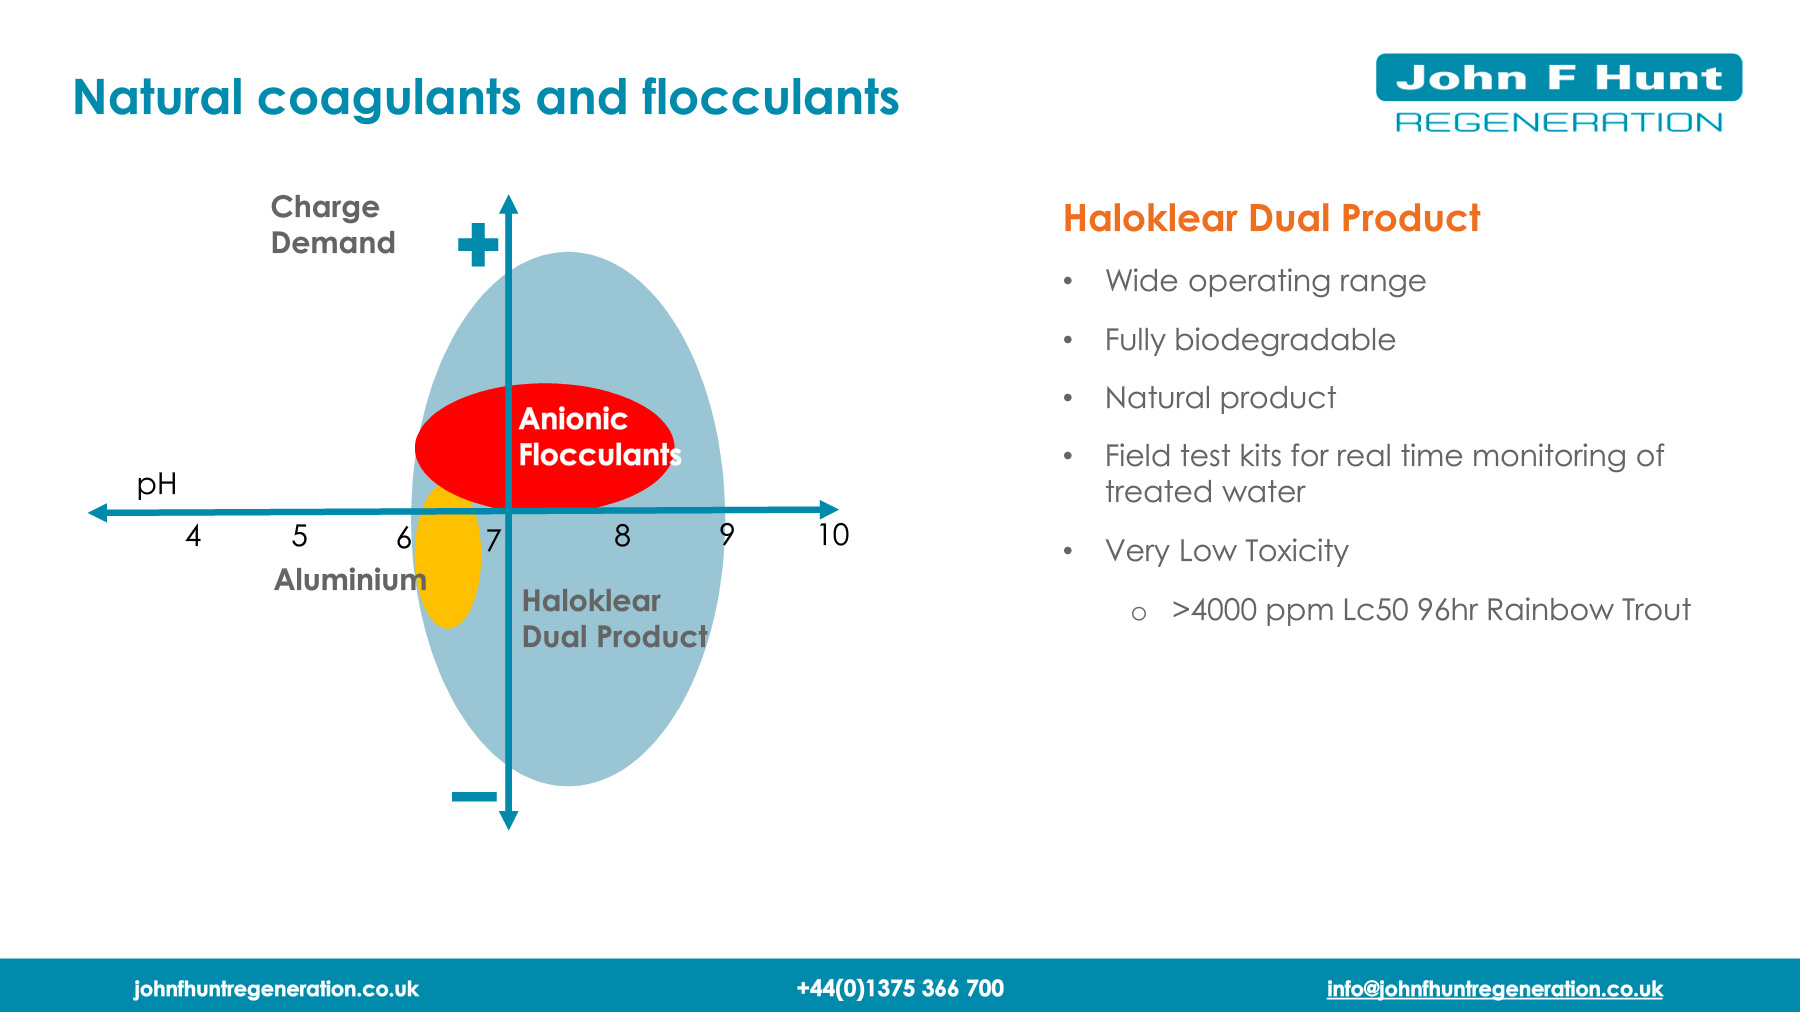 Natural coagulants and flocculants
John F Hunt
REGENERATION
Charge
Demand
+
Anionic
Flocculants
pH
4 5 6 7 8 9 10
Aluminium
Haloklear
Dual Product
−
Haloklear Dual Product
• Wide operating range
• Fully biodegradable
• Natural product
• Field test kits for real time monitoring of
treated water
• Very Low Toxicity
o >4000 ppm Lc50 96hr Rainbow Trout
johnfhuntregeneration.co.uk
+44(0)1375 366 700
info@johnfhuntregeneration.co.uk